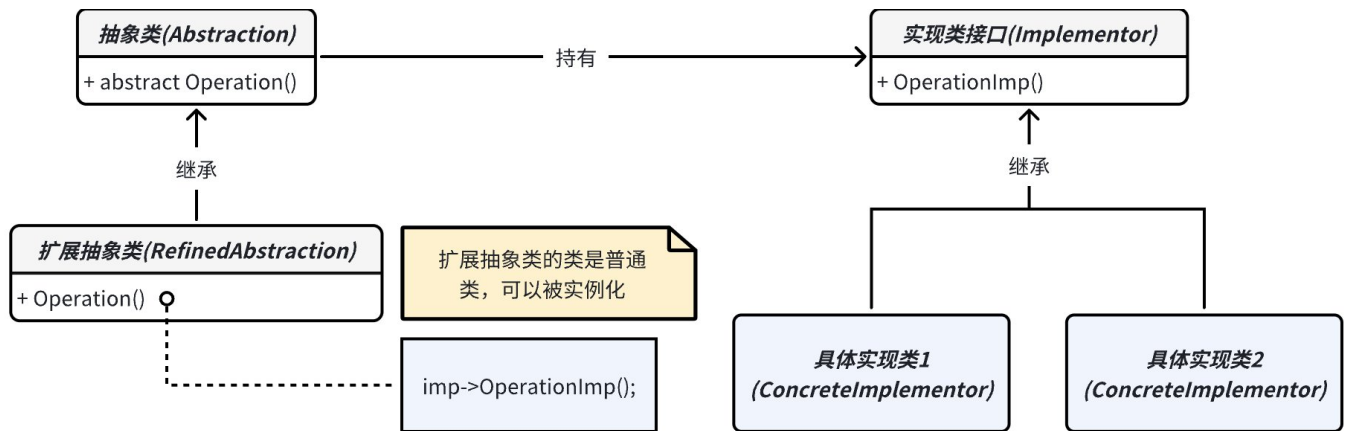 抽象类(Abstraction)
+ abstract Operation()
持有
实现类接口(Implementor)
+ OperationImp()
继承
继承
扩展抽象类(RefinedAbstraction)
+ Operation()
扩展抽象类的类是普通
类，可以被实例化
imp->OperationImp();
具体实现类1
(ConcreteImplementor)
具体实现类2
(ConcreteImplementor)